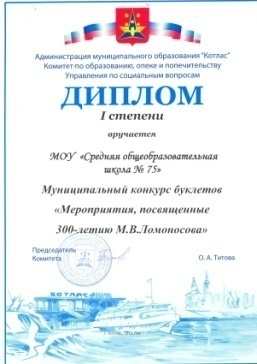 Администрация муниципального образования "Котлас"
Комитет по образованию, опеке и попечительству
Управления по социальным вопросам
ДИПЛОМ
I степени
вручается
МОУ «Средняя общеобразовательная
школа № 75»
Муниципальный конкурс буклетов
«Мероприятия, посвященные
300-летию М.В.Ломоносова»
Председатель
Комитета
О. А. Титова
КОТЛАС